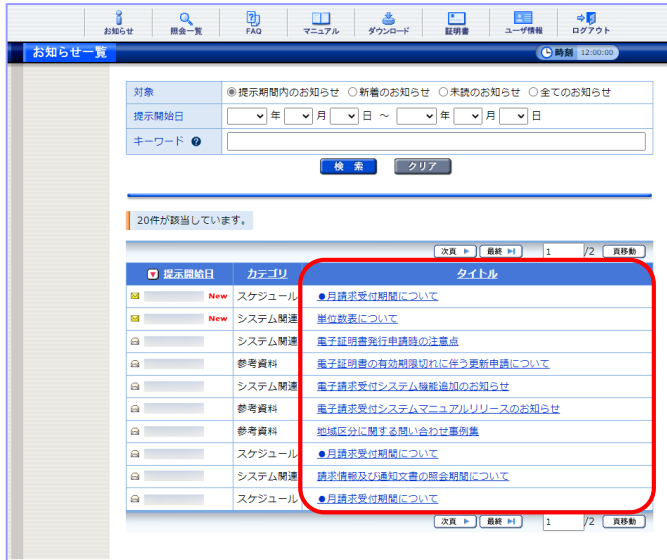 お知らせ 照会一覧 FAQ マニュアル ダウンロード 証明書 ユーザ情報 ログアウト
お知らせ一覧 時刻 12:00:00
対象 提示期間内のお知らせ 新着のお知らせ 未読のお知らせ 全てのお知らせ
提示開始日 年 月 日 ～ 年 月 日
キーワード ?
検 索 クリア
20件が該当しています。
次頁 最終 1 /2 頁移動
提示開始日 カテゴリ タイトル
New スケジュール ●月請求受付期間について
New システム関連 単位数表について
システム関連 電子証明書発行申請時の注意点
参考資料 電子証明書の有効期限切れに伴う更新申請について
システム関連 電子請求受付システム機能追加のお知らせ
参考資料 電子請求受付システムマニュアルリリースのお知らせ
参考資料 地域区分に関する問い合わせ事例集
スケジュール ●月請求受付期間について
システム関連 請求情報及び通知文書の照会期間について
スケジュール ●月請求受付期間について
次頁 最終 1 /2 頁移動